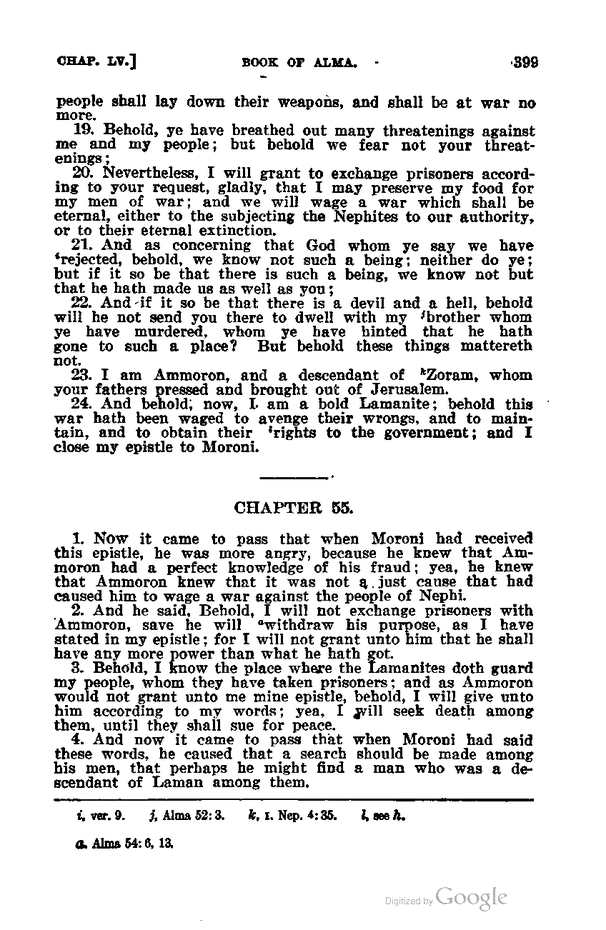 CHAP. LV.] BOOK OF ALMA. 399
people shall lay down their weapons, and shall be at war no
more.
19. Behold, ye have breathed out many threatenings against
me and my people; but behold we fear not your threat-
enings;
20. Nevertheless, I will grant to exchange prisoners accord-
ing to your request, gladly, that I may preserve my food for
my men of war; and we will wage a war which shall be
eternal, either to the subjecting the Nephites to our authority,
or to their eternal extinction.
21. And as concerning that God whom ye say we have
ⁱrejected, behold, we know not such a being; neither do ye;
but if it so be that there is such a being, we know not but
that he hath made us as well as you;
22. And if it so be that there is a devil and a hell, behold
will he not send you there to dwell with my ʲbrother whom
ye have murdered, whom ye have hinted that he hath
gone to such a place? But behold these things mattereth
not.
23. I am Ammoron, and a descendant of ᵏZoram, whom
your fathers pressed and brought out of Jerusalem.
24. And behold, now, I am a bold Lamanite; behold this
war hath been waged to avenge their wrongs, and to main-
tain, and to obtain their ˡrights to the government; and I
close my epistle to Moroni.
CHAPTER 55.
1. Now it came to pass that when Moroni had received
this epistle, he was more angry, because he knew that Am-
moron had a perfect knowledge of his fraud; yea, he knew
that Ammoron knew that it was not a just cause that had
caused him to wage a war against the people of Nephi.
2. And he said, Behold, I will not exchange prisoners with
Ammoron, save he will ᵃwithdraw his purpose, as I have
stated in my epistle; for I will not grant unto him that he shall
have any more power than what he hath got.
3. Behold, I know the place where the Lamanites doth guard
my people, whom they have taken prisoners; and as Ammoron
would not grant unto me mine epistle, behold, I will give unto
him according to my words; yea, I will seek death among
them, until they shall sue for peace.
4. And now it came to pass that when Moroni had said
these words, he caused that a search should be made among
his men, that perhaps he might find a man who was a de-
scendant of Laman among them.
i, ver. 9. j, Alma 52:3. k, I. Nep. 4:35. l, see h.
a. Alma 54:6, 13.
Digitized by Google